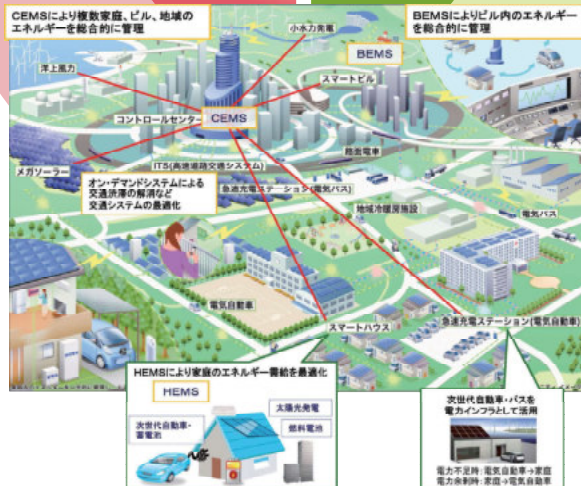 CEMSにより複数家庭、ビル、地域の
エネルギーを総合的に管理
小水力発電
BEMSによりビル内のエネルギー
を総合的に管理
BEMS
洋上風力
スマートビル
コントロールセンター
CEMS
路面電車
メガソーラー
ITS(高速道路交通システム)
オン・デマンドシステムによる
交通渋滞の解消など
交通システムの最適化
急速充電ステーション(電気バス)
地域冷暖房施設
電気バス
電気自動車
スマートハウス
急速充電ステーション(電気自動車)
HEMSにより家庭のエネルギー需給を最適化
HEMS
太陽光発電
次世代自動車・
蓄電池
燃料電池
次世代自動車・バスを
電力インフラとして活用
電力不足時:電気自動車→家庭
電力余剰時:家庭→電気自動車